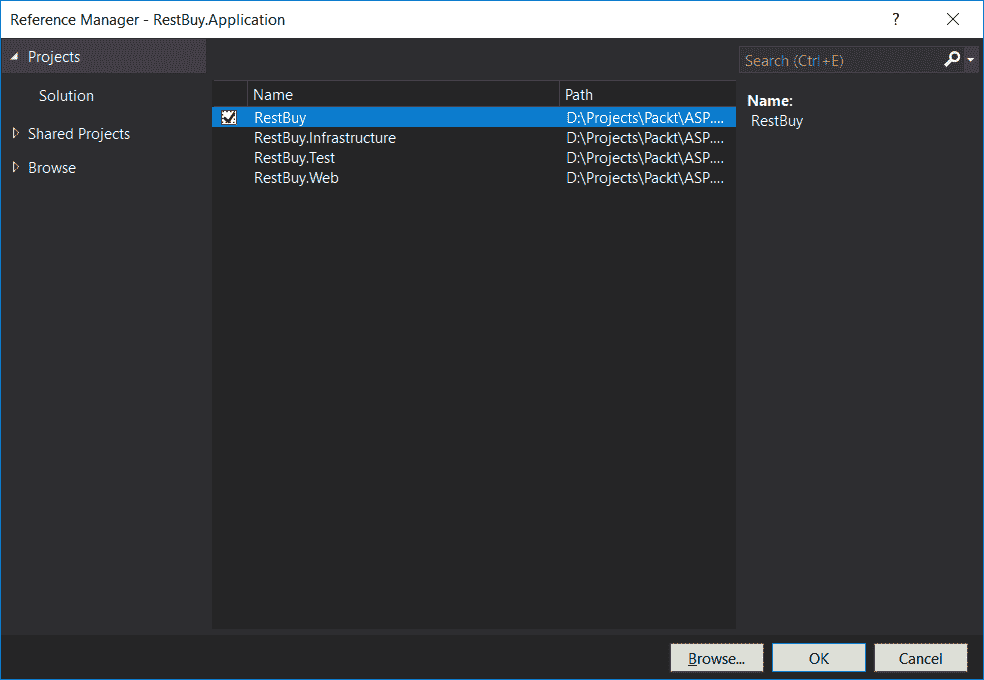 Reference Manager - RestBuy.Application
?
Projects
Solution
Shared Projects
Browse
Name Path
RestBuy D:\Projects\Packt\ASP....
RestBuy.Infrastructure D:\Projects\Packt\ASP....
RestBuy.Test D:\Projects\Packt\ASP....
RestBuy.Web D:\Projects\Packt\ASP....
Search (Ctrl+E)
Name:
RestBuy
Browse... OK Cancel